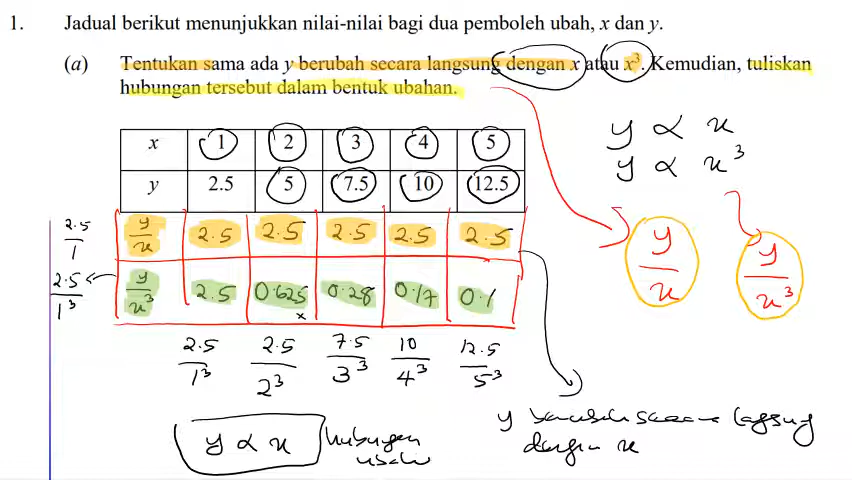 1. Jadual berikut menunjukkan nilai-nilai bagi dua pemboleh ubah, x dan y.
(a) Tentukan sama ada y berubah secara langsung dengan x atau x³. Kemudian, tuliskan
hubungan tersebut dalam bentuk ubahan.
y ∝ x
y ∝ x³
x 1 2 3 4 5
y 2.5 5 7.5 10 12.5
y/x 2.5 2.5 2.5 2.5 2.5
y/x³ 2.5 0.625 0.28 0.17 0.1
2.5/1
2.5/1³
y/x y/x³
2.5/1³ 2.5/2³ 7.5/3³ 10/4³ 12.5/5³
y ∝ x hubungan
y berubah secara langsung
dengan x